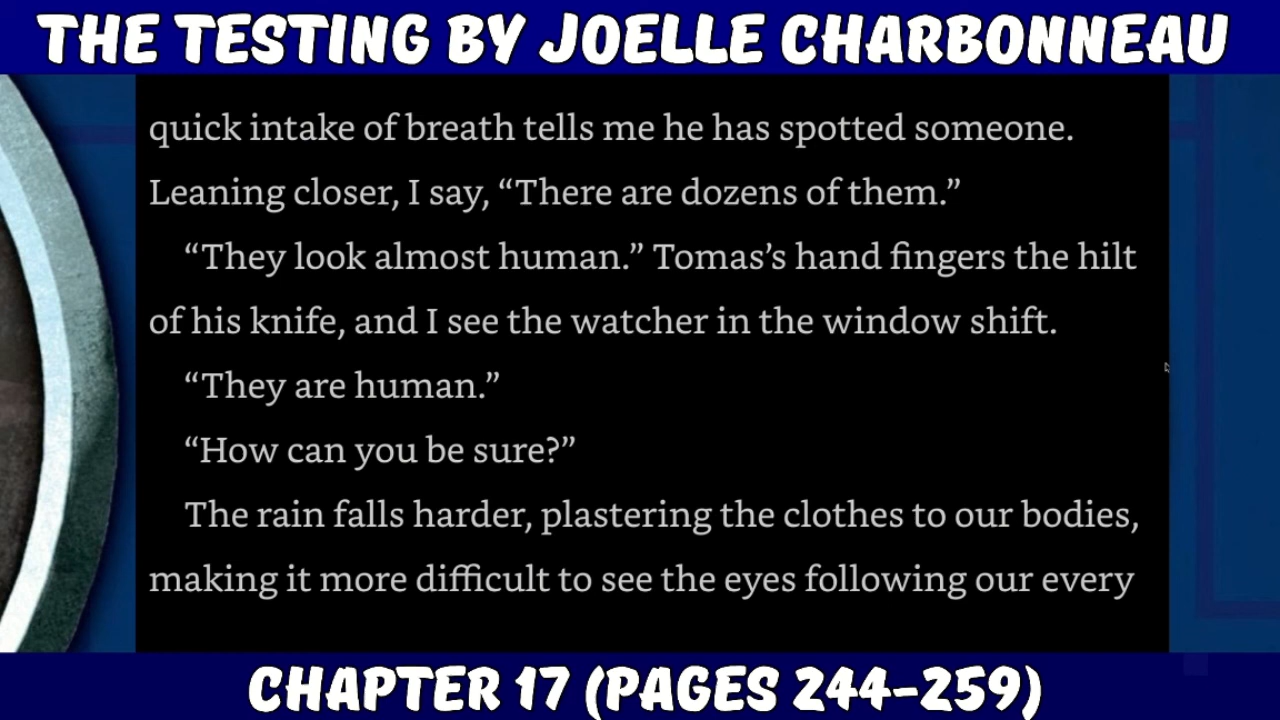 THE TESTING BY JOELLE CHARBONNEAU
quick intake of breath tells me he has spotted someone.
Leaning closer, I say, “There are dozens of them.”
“They look almost human.” Tomas’s hand fingers the hilt
of his knife, and I see the watcher in the window shift.
“They are human.”
“How can you be sure?”
The rain falls harder, plastering the clothes to our bodies,
making it more difficult to see the eyes following our every
CHAPTER 17 (PAGES 244-259)